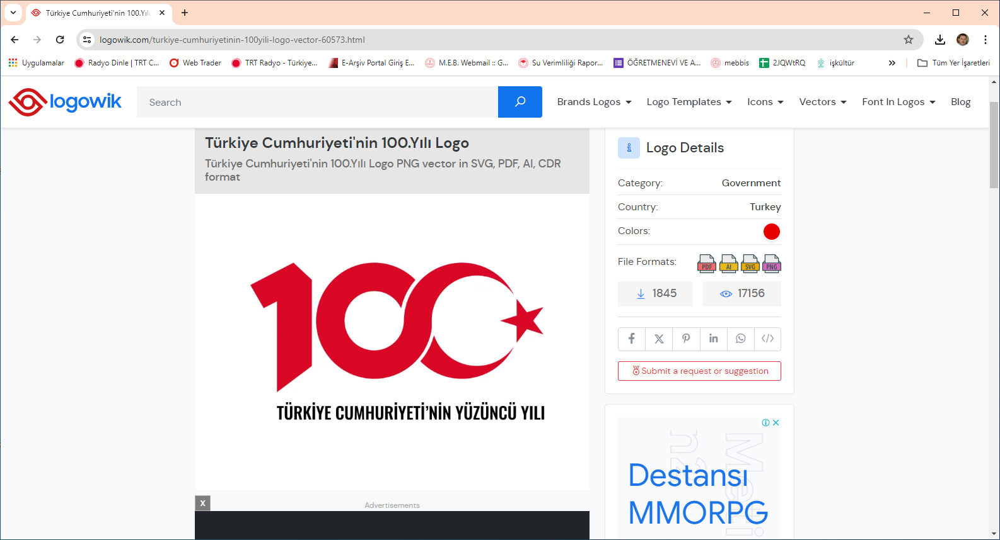 Türkiye Cumhuriyeti'nin 100.Yılı
logowik.com/turkiye-cumhuriyetinin-100yili-logo-vector-60573.html
Uygulamalar
Radyo Dinle | TRT C...
Web Trader
TRT Radyo - Türkiye...
E-Arşiv Portal Giriş E...
M.E.B. Webmail :: G...
Su Verimliliği Rapor...
ÖĞRETMENEVİ VE A...
mebbis
2JQWtRQ
işkültür
Tüm Yer İşaretleri
logowik
Search
Brands Logos
Logo Templates
Icons
Vectors
Font In Logos
Blog
Türkiye Cumhuriyeti'nin 100.Yılı Logo
Türkiye Cumhuriyeti'nin 100.Yılı Logo PNG vector in SVG, PDF, AI, CDR
format
100
TÜRKİYE CUMHURİYETİ'NİN YÜZÜNCÜ YILI
X
Advertisements
Logo Details
Category:
Government
Country:
Turkey
Colors:
File Formats:
PDF
AI
SVG
PNG
1845
17156
Submit a request or suggestion
Destansı
MMORPG